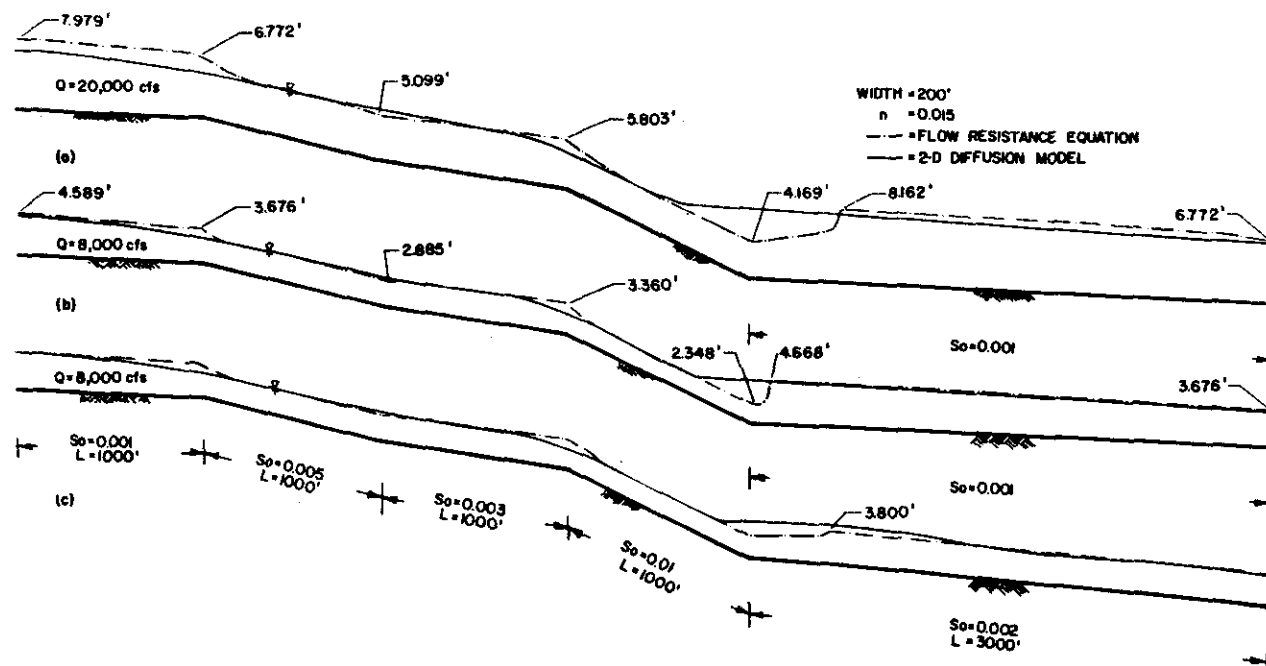 7.979'
6.772'
5.099'
Q=20,000 cfs
5.803'
WIDTH =200'
n =0.015
=FLOW RESISTANCE EQUATION
=2-D DIFFUSION MODEL
(a)
4.589'
3.676'
4.169'
8.162'
6.772'
Q=8,000 cfs
2.885'
3.360'
(b)
So=0.001
2.348'
4.668'
3.676'
Q=8,000 cfs
So=0.001
L=1000'
So=0.005
L=1000'
So=0.003
L=1000'
So=0.001
(c)
3.800'
So=0.01
L=1000'
So=0.002
L=3000'